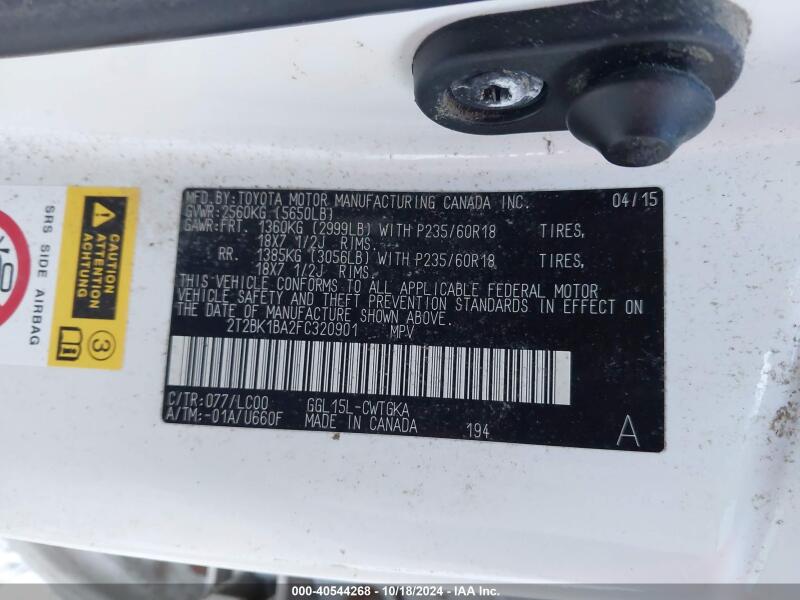 MFD.BY:TOYOTA MOTOR MANUFACTURING CANADA INC. 04/15
GVWR:2560KG (5650LB)
GAWR:FRT. 1360KG (2999LB) WITH P235/60R18 TIRES,
18X7 1/2J RIMS,
RR. 1385KG (3056LB) WITH P235/60R18 TIRES,
18X7 1/2J RIMS.
THIS VEHICLE CONFORMS TO ALL APPLICABLE FEDERAL MOTOR
VEHICLE SAFETY AND THEFT PREVENTION STANDARDS IN EFFECT ON
THE DATE OF MANUFACTURE SHOWN ABOVE.
2T2BK1BA2FC320901 MPV
C/TR:077/LC00 GGL15L-CWTGKA
A/TM:-01A/U660F MADE IN CANADA 194 A
SRS SIDE AIRBAG
CAUTION
ATTENTION
ACHTUNG
3
000-40544268 - 10/18/2024 - IAA Inc.